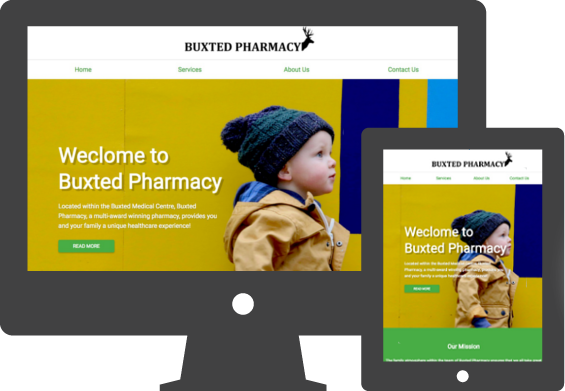 BUXTED PHARMACY
Home Services About Us Contact Us
Weclome to
Buxted Pharmacy
Located within the Buxted Medical Centre, Buxted
Pharmacy, a multi-award winning pharmacy, provides you
and your family a unique healthcare experience!
READ MORE
BUXTED PHARMACY
Home Services About Us Contact Us
Weclome to
Buxted Pharmacy
Located within the Buxted Medical Centre, Buxted
Pharmacy, a multi-award winning pharmacy, provides you
and your family a unique healthcare
READ MORE
Our Mission